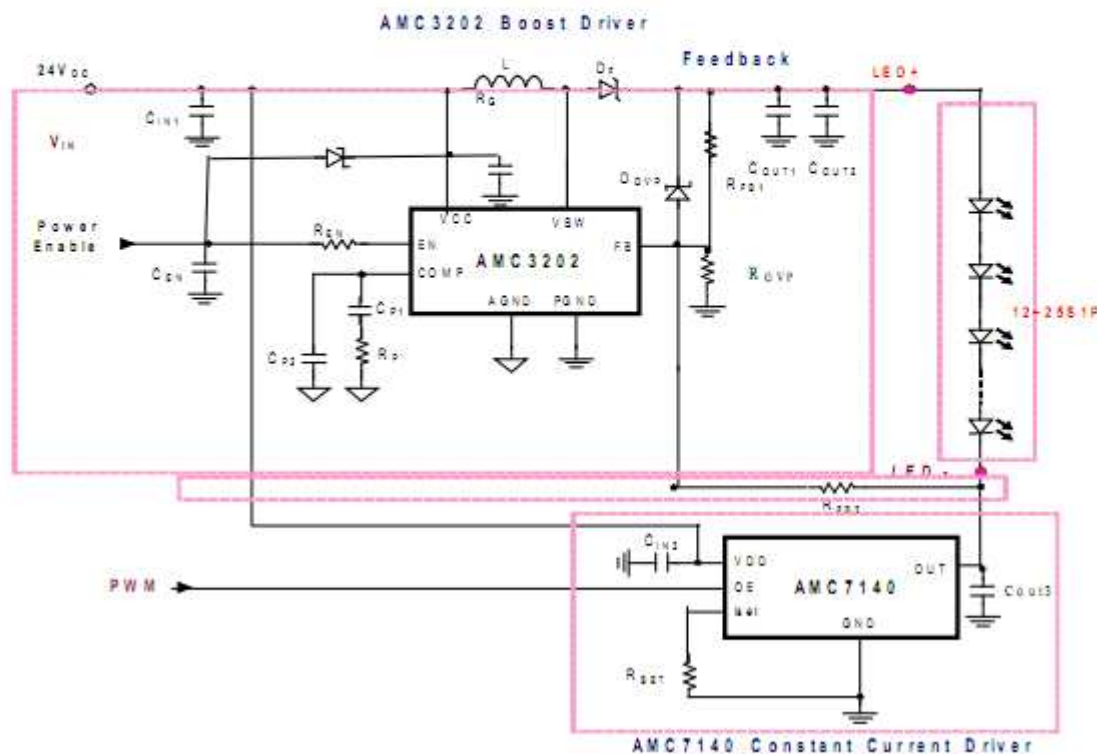 AMC3202 Boost Driver
Feedback
24VDC
L
RG
LED+
CIN1
VIN
DOVP
RFB1
COUT1
COUT2
Power
Enable
REN
CEN
VCC
VSW
EN
COMP
FB
AMC3202
AGND
PGND
ROVP
CP1
CP2
RP1
12~25S1P
LED -
CIN2
VDD
OUT
PWM
OE
AMC7140
Iset
GND
Cout3
RSET
AMC7140 Constant Current Driver